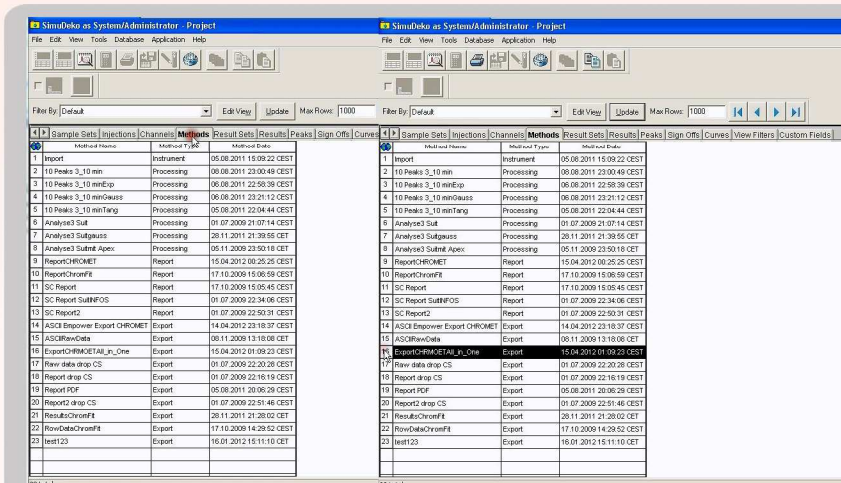 SimuDeko as System/Administrator - Project
File Edit View Tools Database Application Help
Filter By: Default Edit View Update Max Rows: 1000
Sample Sets Injections Channels Methods Result Sets Results Peaks Sign Offs Curves
Method Name Method Type Method Date
1 Import Instrument 05.08.2011 15:09:22 CEST
2 10 Peaks 3_10 min Processing 08.08.2011 23:00:49 CEST
3 10 Peaks 3_10 minExp Processing 06.08.2011 22:58:39 CEST
4 10 Peaks 3_10 minGauss Processing 06.08.2011 23:21:12 CEST
5 10 Peaks 3_10 minTang Processing 05.08.2011 22:04:44 CEST
6 Analyse3 Suit Processing 01.07.2009 21:07:14 CEST
7 Analyse3 Suitgauss Processing 28.11.2011 21:39:55 CET
8 Analyse3 Suitmit Apex Processing 05.11.2009 23:50:18 CET
9 ReportCHROMET Report 15.04.2012 00:25:25 CEST
10 ReportChromFit Report 17.10.2009 15:06:59 CEST
11 SC Report Report 17.10.2009 15:05:45 CEST
12 SC Report SuitINFOS Report 01.07.2009 22:34:06 CEST
13 SC Report2 Report 01.07.2009 22:50:31 CEST
14 ASCII Empower Export CHROMET Export 14.04.2012 23:18:37 CEST
15 ASCIIRawData Export 08.11.2009 13:18:08 CET
16 ExportCHRMOETAll_in_One Export 15.04.2012 01:09:23 CEST
17 Raw data drop CS Export 01.07.2009 22:20:28 CEST
18 Report drop CS Export 01.07.2009 22:16:19 CEST
19 Report PDF Export 05.08.2011 20:06:29 CEST
20 Report2 drop CS Export 01.07.2009 22:51:46 CEST
21 ResultsChromFit Export 28.11.2011 21:28:02 CET
22 RowDataChromFit Export 17.10.2009 14:29:52 CEST
23 test123 Export 16.01.2012 15:11:10 CET
SimuDeko as System/Administrator - Project
File Edit View Tools Database Application Help
Filter By: Default Edit View Update Max Rows: 1000
Sample Sets Injections Channels Methods Result Sets Results Peaks Sign Offs Curves View Filters Custom Fields
Method Name Method Type Method Date
1 Import Instrument 05.08.2011 15:09:22 CEST
2 10 Peaks 3_10 min Processing 08.08.2011 23:00:49 CEST
3 10 Peaks 3_10 minExp Processing 06.08.2011 22:58:39 CEST
4 10 Peaks 3_10 minGauss Processing 06.08.2011 23:21:12 CEST
5 10 Peaks 3_10 minTang Processing 05.08.2011 22:04:44 CEST
6 Analyse3 Suit Processing 01.07.2009 21:07:14 CEST
7 Analyse3 Suitgauss Processing 28.11.2011 21:39:55 CET
8 Analyse3 Suitmit Apex Processing 05.11.2009 23:50:18 CET
9 ReportCHROMET Report 15.04.2012 00:25:25 CEST
10 ReportChromFit Report 17.10.2009 15:06:59 CEST
11 SC Report Report 17.10.2009 15:05:45 CEST
12 SC Report SuitINFOS Report 01.07.2009 22:34:06 CEST
13 SC Report2 Report 01.07.2009 22:50:31 CEST
14 ASCII Empower Export CHROMET Export 14.04.2012 23:18:37 CEST
15 ASCIIRawData Export 08.11.2009 13:18:08 CET
16 ExportCHRMOETAll_in_One Export 15.04.2012 01:09:23 CEST
17 Raw data drop CS Export 01.07.2009 22:20:28 CEST
18 Report drop CS Export 01.07.2009 22:16:19 CEST
19 Report PDF Export 05.08.2011 20:06:29 CEST
20 Report2 drop CS Export 01.07.2009 22:51:46 CEST
21 ResultsChromFit Export 28.11.2011 21:28:02 CET
22 RowDataChromFit Export 17.10.2009 14:29:52 CEST
23 test123 Export 16.01.2012 15:11:10 CET